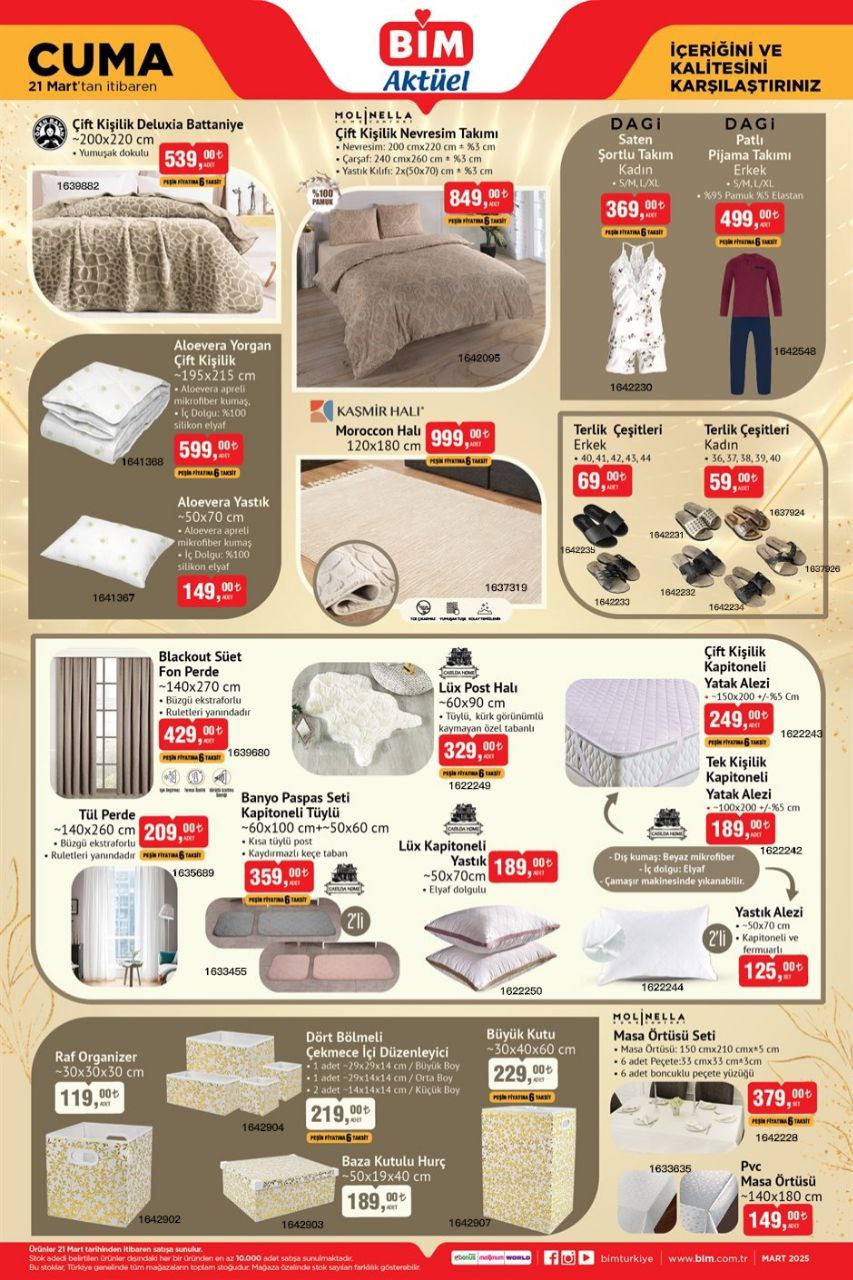 CUMA
21 Mart'tan itibaren
BİM
Aktüel
İÇERİĞİNİ VE
KALİTESİNİ
KARŞILAŞTIRINIZ
ÖREN BAYAN
Çift Kişilik Deluxia Battaniye
~200x220 cm
• Yumuşak dokulu
539,00₺
ADET
PEŞİN FİYATINA 6 TAKSİT
1639882
MOLINELLA
HOME COMFORT
Çift Kişilik Nevresim Takımı
• Nevresim: 200 cmx220 cm ± %3 cm
• Çarşaf: 240 cmx260 cm ± %3 cm
• Yastık Kılıfı: 2x(50x70) cm ± %3 cm
%100
PAMUK
849,00₺
ADET
PEŞİN FİYATINA 6 TAKSİT
1642095
DAGİ
Saten
Şortlu Takım
Kadın
• S/M, L/XL
369,00₺
ADET
PEŞİN FİYATINA 6 TAKSİT
1642230
DAGİ
Patlı
Pijama Takımı
Erkek
• S/M, L/XL
• %95 Pamuk %5 Elastan
499,00₺
ADET
PEŞİN FİYATINA 6 TAKSİT
1642548
Aloevera Yorgan
Çift Kişilik
~195x215 cm
• Aloevera apreli
mikrofiber kumaş,
• İç Dolgu: %100
silikon elyaf
599,00₺
ADET
PEŞİN FİYATINA 6 TAKSİT
1641368
Aloevera Yastık
~50x70 cm
• Aloevera apreli
mikrofiber kumaş
• İç Dolgu: %100
silikon elyaf
149,00₺
ADET
1641367
KAŞMİR HALI
Moroccon Halı
120x180 cm
999,00₺
ADET
PEŞİN FİYATINA 6 TAKSİT
1637319
Terlik Çeşitleri
Erkek
• 40, 41, 42, 43, 44
69,00₺
ADET
1642235
1642233
Terlik Çeşitleri
Kadın
• 36, 37, 38, 39, 40
59,00₺
ADET
1637924
1642231
1637926
1642232
1642234
Blackout Süet
Fon Perde
~140x270 cm
• Büzgü ekstraforlu
• Ruletleri yanındadır
429,00₺
ADET
PEŞİN FİYATINA 6 TAKSİT
1639680
Tül Perde
~140x260 cm
• Büzgü ekstraforlu
• Ruletleri yanındadır
209,00₺
ADET
PEŞİN FİYATINA 6 TAKSİT
1635689
CASILDA HOME
Lüx Post Halı
~60x90 cm
• Tüylü, kürk görünümlü
kaymayan özel tabanlı
329,00₺
ADET
PEŞİN FİYATINA 6 TAKSİT
1622249
Banyo Paspas Seti
Kapitoneli Tüylü
~60x100 cm+~50x60 cm
• Kısa tüylü post
• Kaydırmazlı keçe taban
359,00₺
ADET
PEŞİN FİYATINA 6 TAKSİT
CASILDA HOME
2'li
1633455
CASILDA HOME
Lüx Kapitoneli
Yastık
~50x70cm
• Elyaf dolgulu
189,00₺
ADET
1622250
Çift Kişilik
Kapitoneli
Yatak Alezi
• ~150x200 +/-%5 Cm
249,00₺
ADET
PEŞİN FİYATINA 6 TAKSİT
1622243
Tek Kişilik
Kapitoneli
Yatak Alezi
• ~100x200 +/-%5 cm
189,00₺
ADET
1622242
CASILDA HOME
- Dış kumaş: Beyaz mikrofiber
- İç dolgu: Elyaf
- Çamaşır makinesinde yıkanabilir.
Yastık Alezi
• ~50x70 cm
• Kapitoneli ve
fermuarlı
125,00₺
ADET
2'li
1622244
Raf Organizer
~30x30x30 cm
119,00₺
ADET
1642902
1642904
Dört Bölmeli
Çekmece İçi Düzenleyici
• 1 adet ~29x29x14 cm / Büyük Boy
• 1 adet ~29x14x14 cm / Orta Boy
• 2 adet ~14x14x14 cm / Küçük Boy
219,00₺
ADET
PEŞİN FİYATINA 6 TAKSİT
Baza Kutulu Hurç
~50x19x40 cm
189,00₺
ADET
1642903
Büyük Kutu
~30x40x60 cm
229,00₺
ADET
PEŞİN FİYATINA 6 TAKSİT
1642907
MOLINELLA
HOME COMFORT
Masa Örtüsü Seti
• Masa Örtüsü: 150 cmx210 cm±5 cm
• 6 adet Peçete:33 cmx33 cm±3cm
• 6 adet boncuklu peçete yüzüğü
379,00₺
SET
PEŞİN FİYATINA 6 TAKSİT
1642228
1633635
Pvc
Masa Örtüsü
~140x180 cm
149,00₺
ADET
Ürünler 21 Mart tarihinden itibaren satışa sunulur.
Stok adedi belirtilen ürünler dışındaki her bir üründen en az 10.000 adet satışa sunulmaktadır.
Bu stoklar, Türkiye genelinde tüm mağazaların toplam stoğudur. Mağaza özelinde stok sayıları farklılık gösterebilir.
bonus maximum WORLD
bimturkiye
www.bim.com.tr
MART 2025